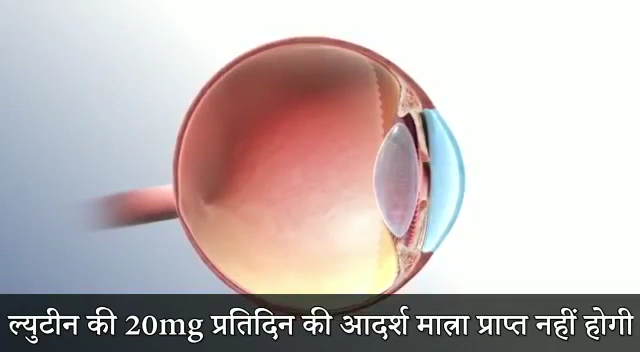 ल्युटीन की 20mg प्रतिदिन की आदर्श मात्रा प्राप्त नहीं होगी